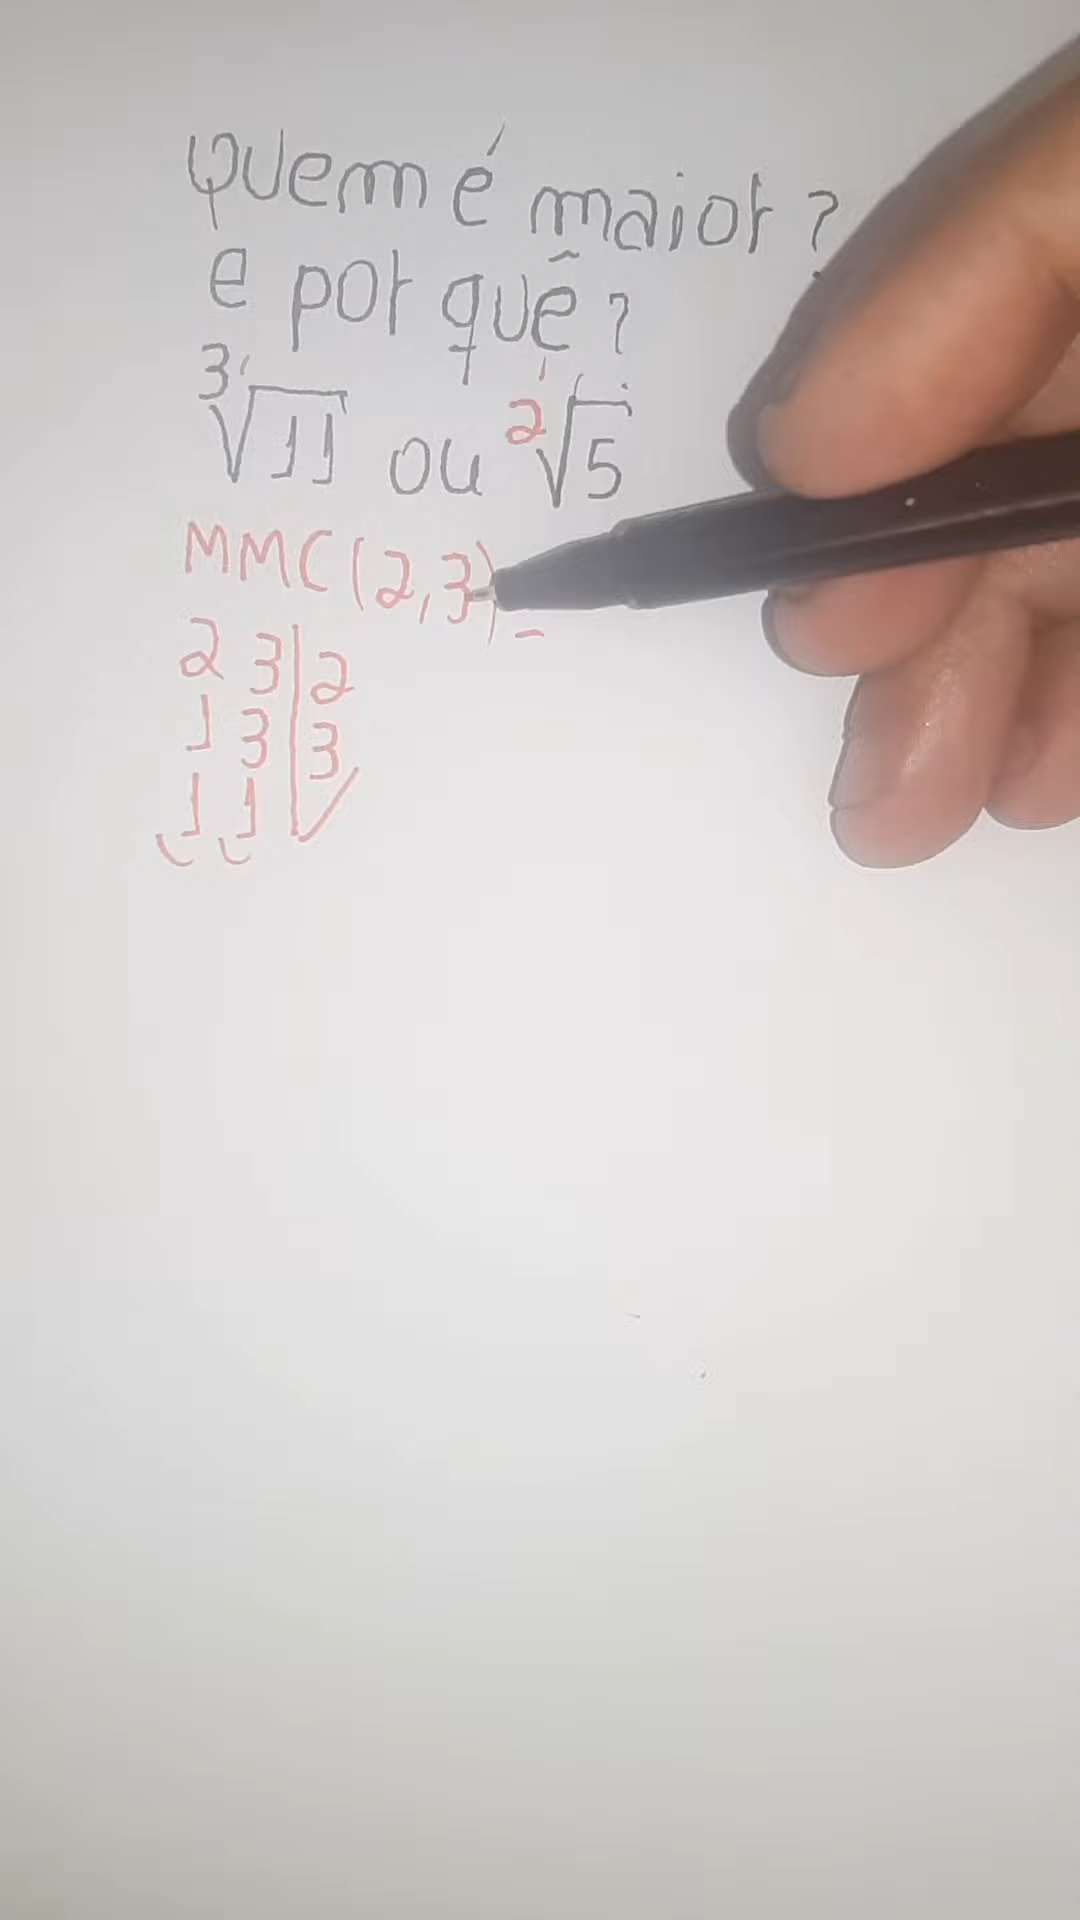 Quem é maior?
e por quê?
³√11 ou ²√5
MMC(2,3)=
2 3|2
1 3|3
1 1|